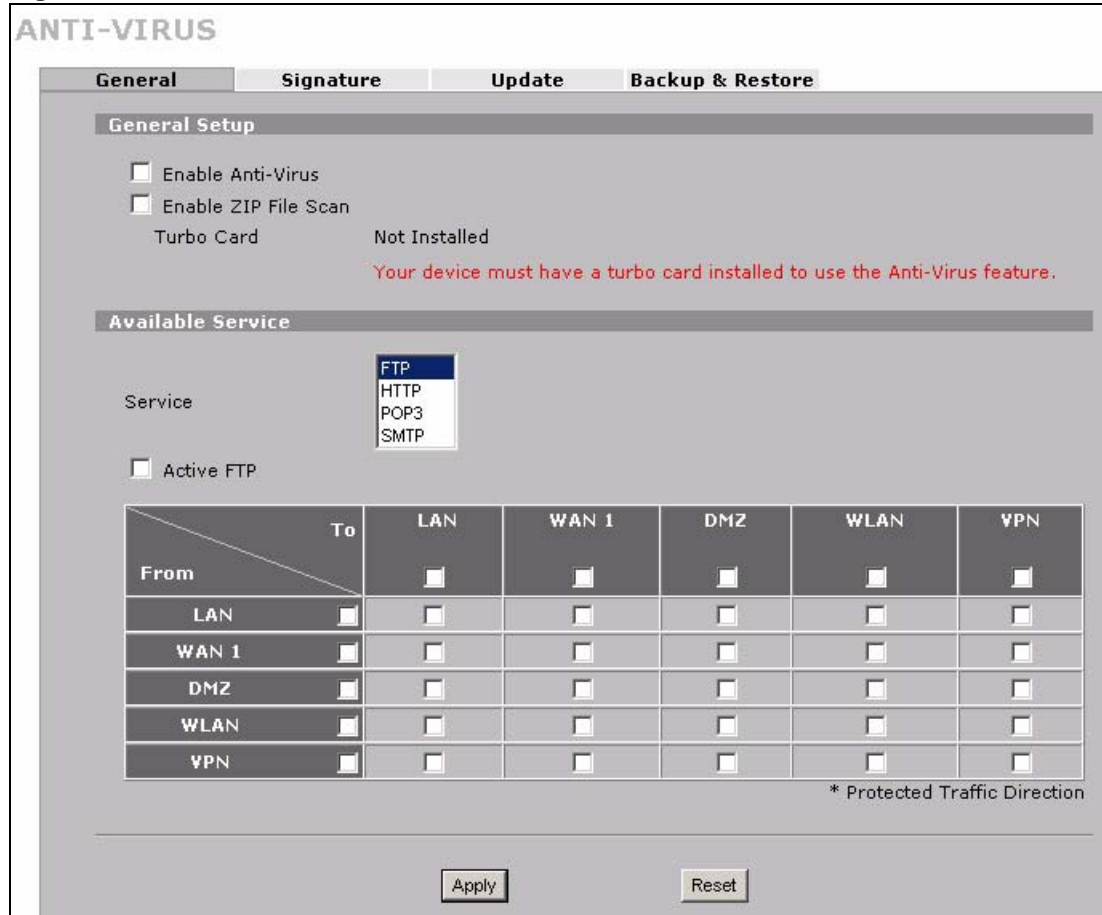 ANTI-VIRUS
General Signature Update Backup & Restore
General Setup
Enable Anti-Virus
Enable ZIP File Scan
Turbo Card Not Installed
Your device must have a turbo card installed to use the Anti-Virus feature.
Available Service
Service
FTP
HTTP
POP3
SMTP
Active FTP
To LAN WAN 1 DMZ WLAN VPN
From
LAN
WAN 1
DMZ
WLAN
VPN
* Protected Traffic Direction
Apply Reset